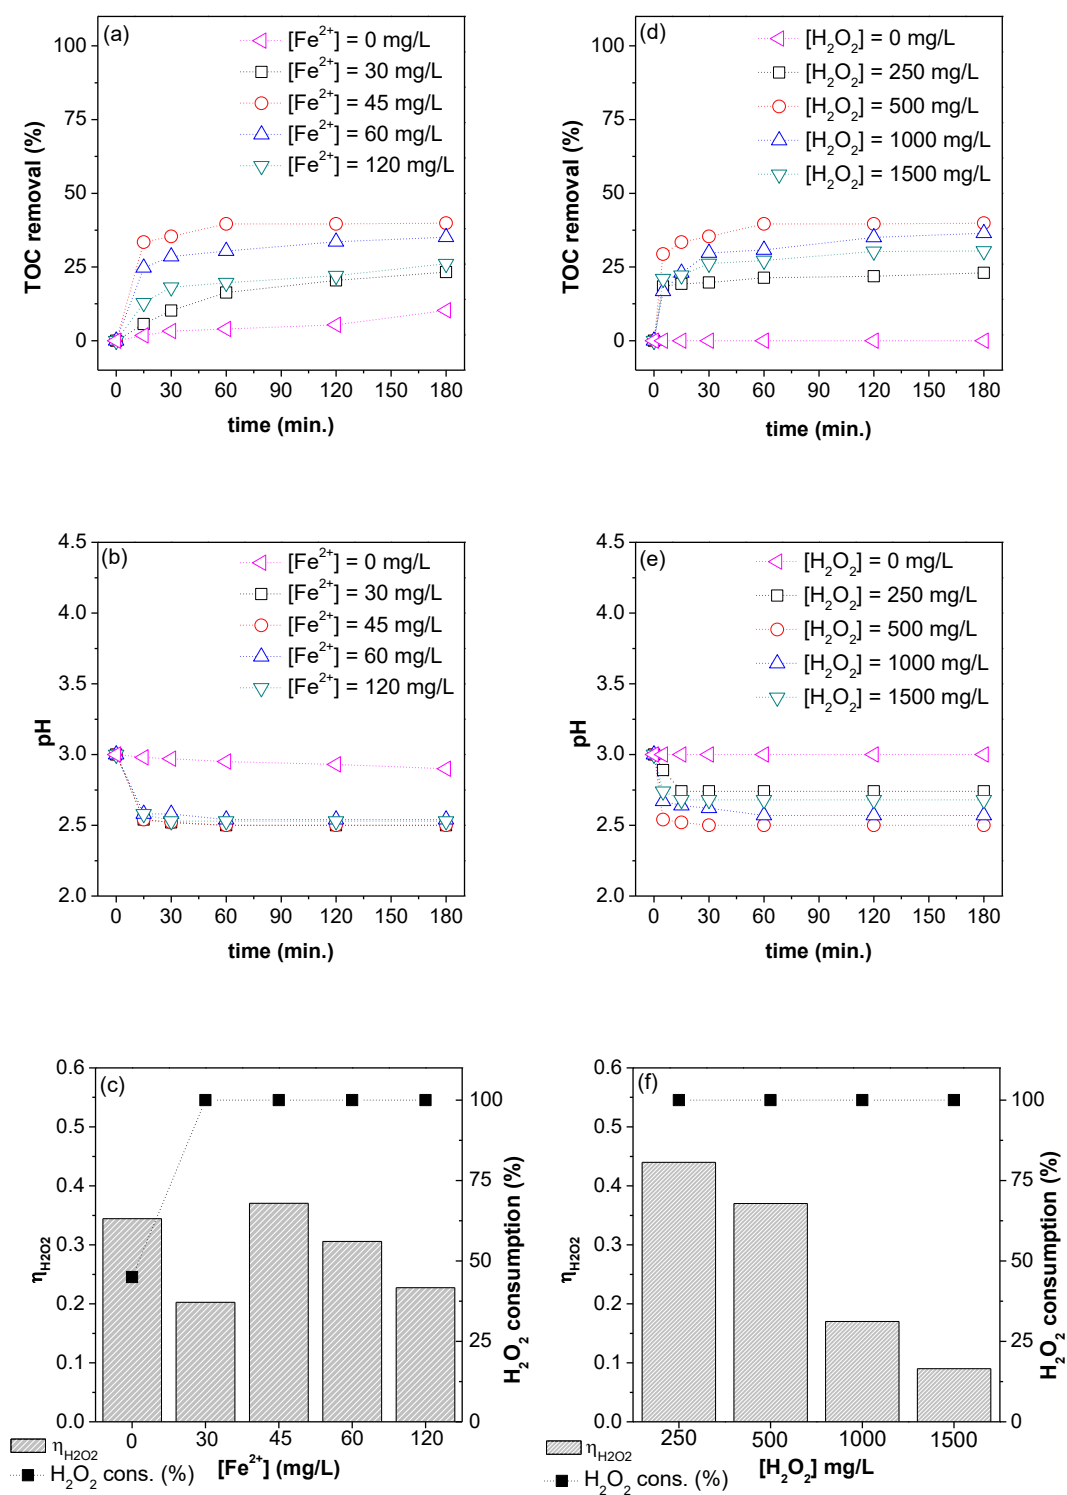 (a)
[Fe2+] = 0 mg/L
[Fe2+] = 30 mg/L
[Fe2+] = 45 mg/L
[Fe2+] = 60 mg/L
[Fe2+] = 120 mg/L
100
75
50
25
0
TOC removal (%)
0 30 60 90 120 150 180
time (min.)
(d)
[H2O2] = 0 mg/L
[H2O2] = 250 mg/L
[H2O2] = 500 mg/L
[H2O2] = 1000 mg/L
[H2O2] = 1500 mg/L
100
75
50
25
0
TOC removal (%)
0 30 60 90 120 150 180
time (min.)
(b)
[Fe2+] = 0 mg/L
[Fe2+] = 30 mg/L
[Fe2+] = 45 mg/L
[Fe2+] = 60 mg/L
[Fe2+] = 120 mg/L
4.5
4.0
3.5
3.0
2.5
2.0
pH
0 30 60 90 120 150 180
time (min.)
(e)
[H2O2] = 0 mg/L
[H2O2] = 250 mg/L
[H2O2] = 500 mg/L
[H2O2] = 1000 mg/L
[H2O2] = 1500 mg/L
4.5
4.0
3.5
3.0
2.5
2.0
pH
0 30 60 90 120 150 180
time (min.)
(c)
0.6
0.5
0.4
0.3
0.2
0.1
0.0
ηH2O2
100
75
50
25
0
H2O2 consumption (%)
0 30 45 60 120
[Fe2+] (mg/L)
ηH2O2
H2O2 cons. (%)
(f)
0.6
0.5
0.4
0.3
0.2
0.1
0.0
ηH2O2
100
75
50
25
0
H2O2 consumption (%)
250 500 1000 1500
[H2O2] mg/L
ηH2O2
H2O2 cons. (%)